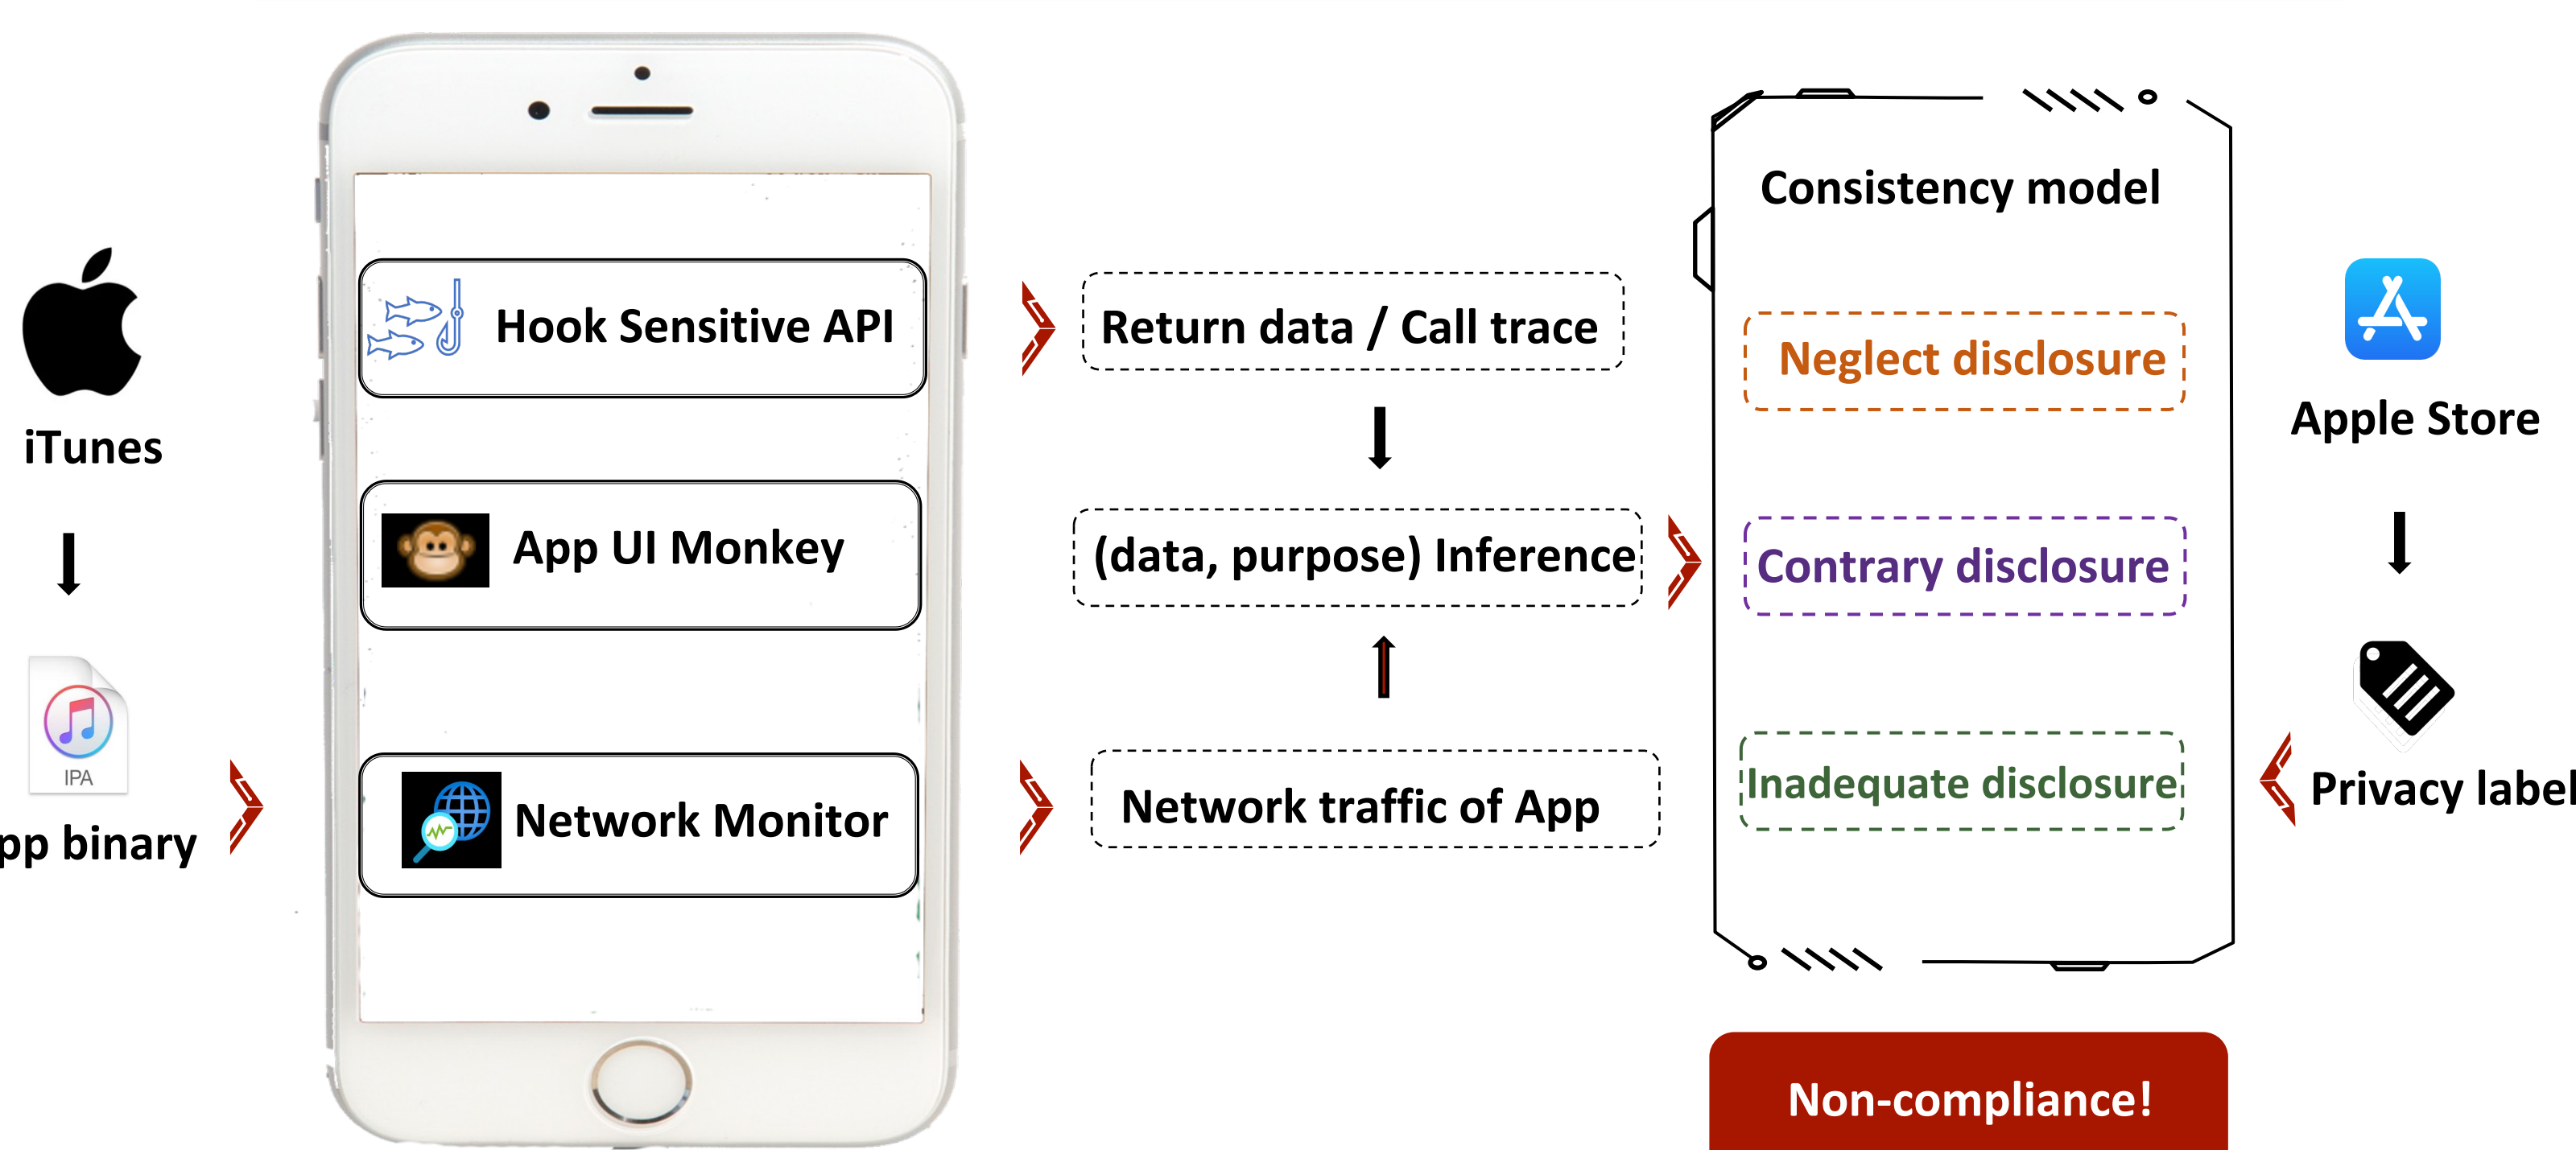 iTunes
IPA
pp binary
Hook Sensitive API
App UI Monkey
Network Monitor
Return data / Call trace
(data, purpose) Inference
Network traffic of App
Consistency model
Neglect disclosure
Contrary disclosure
Inadequate disclosure
Non-compliance!
Apple Store
Privacy label